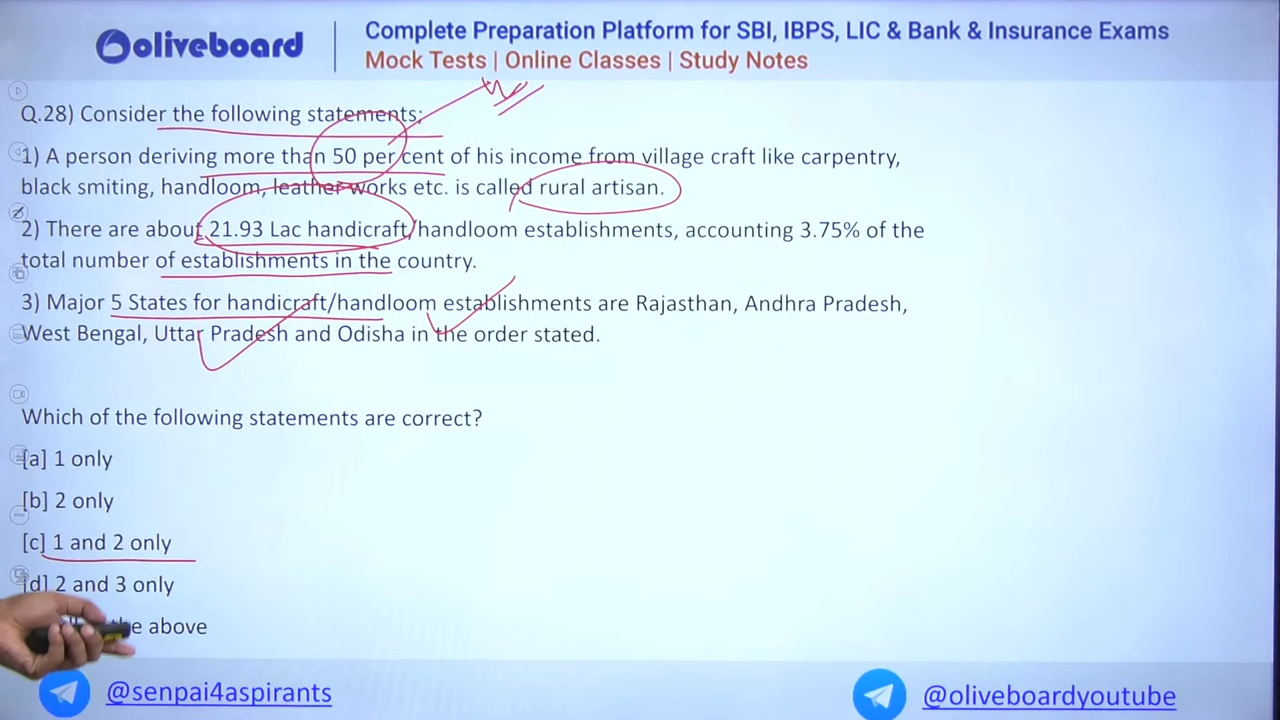 oliveboard
Complete Preparation Platform for SBI, IBPS, LIC & Bank & Insurance Exams
Mock Tests | Online Classes | Study Notes
Q.28) Consider the following statements;
1) A person deriving more than 50 per cent of his income from village craft like carpentry,
black smiting, handloom, leather works etc. is called rural artisan.
2) There are about 21.93 Lac handicraft/handloom establishments, accounting 3.75% of the
total number of establishments in the country.
3) Major 5 States for handicraft/handloom establishments are Rajasthan, Andhra Pradesh,
West Bengal, Uttar Pradesh and Odisha in the order stated.
Which of the following statements are correct?
[a] 1 only
[b] 2 only
[c] 1 and 2 only
[d] 2 and 3 only
the above
@senpai4aspirants
@oliveboardyoutube